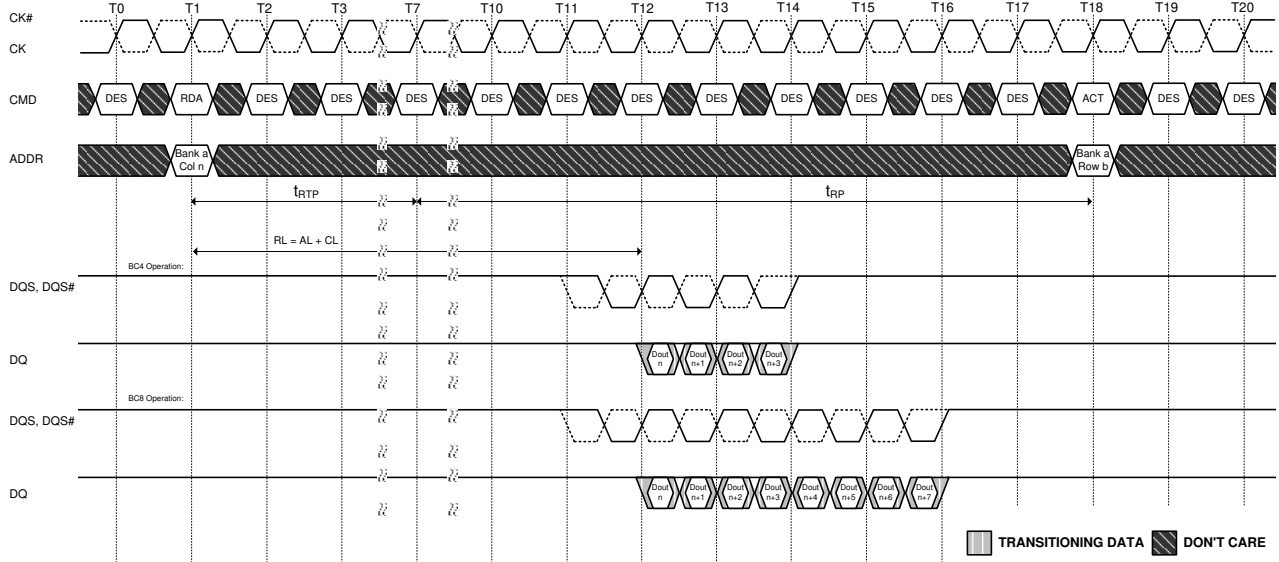 T0 T1 T2 T3 T7 T10 T11 T12 T13 T14 T15 T16 T17 T18 T19 T20
CK#
CK
CMD DES RDA DES DES DES DES DES DES DES DES DES DES DES ACT DES DES
ADDR Bank a Bank a
Col n Row b
tRTP tRP
RL = AL + CL
BC4 Operation:
DQS, DQS#
DQ Dout Dout Dout Dout
n n+1 n+2 n+3
BC8 Operation:
DQS, DQS#
DQ Dout Dout Dout Dout Dout Dout Dout Dout
n n+1 n+2 n+3 n+4 n+5 n+6 n+7
TRANSITIONING DATA DON'T CARE